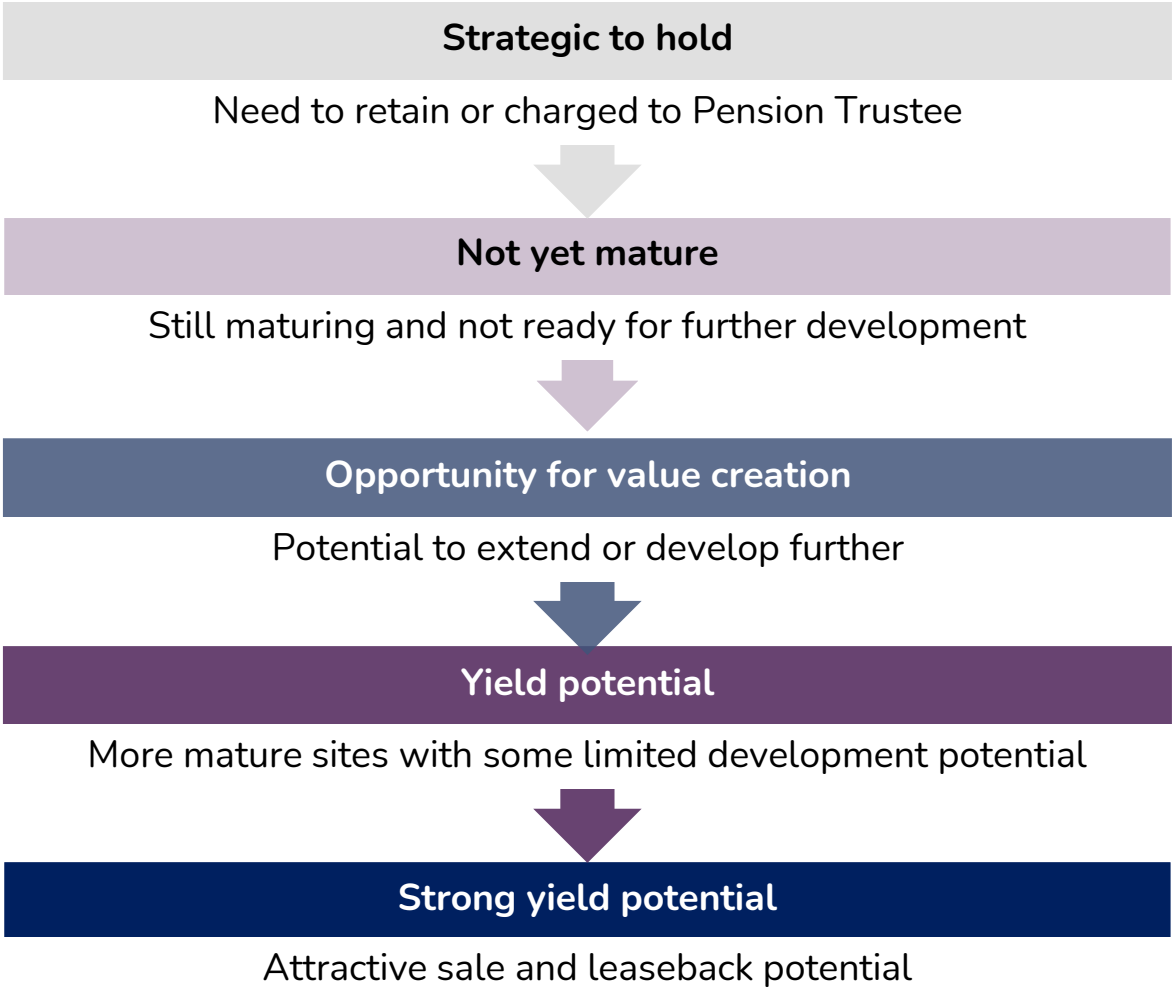 Strategic to hold
Need to retain or charged to Pension Trustee
Not yet mature
Still maturing and not ready for further development
Opportunity for value creation
Potential to extend or develop further
Yield potential
More mature sites with some limited development potential
Strong yield potential
Attractive sale and leaseback potential